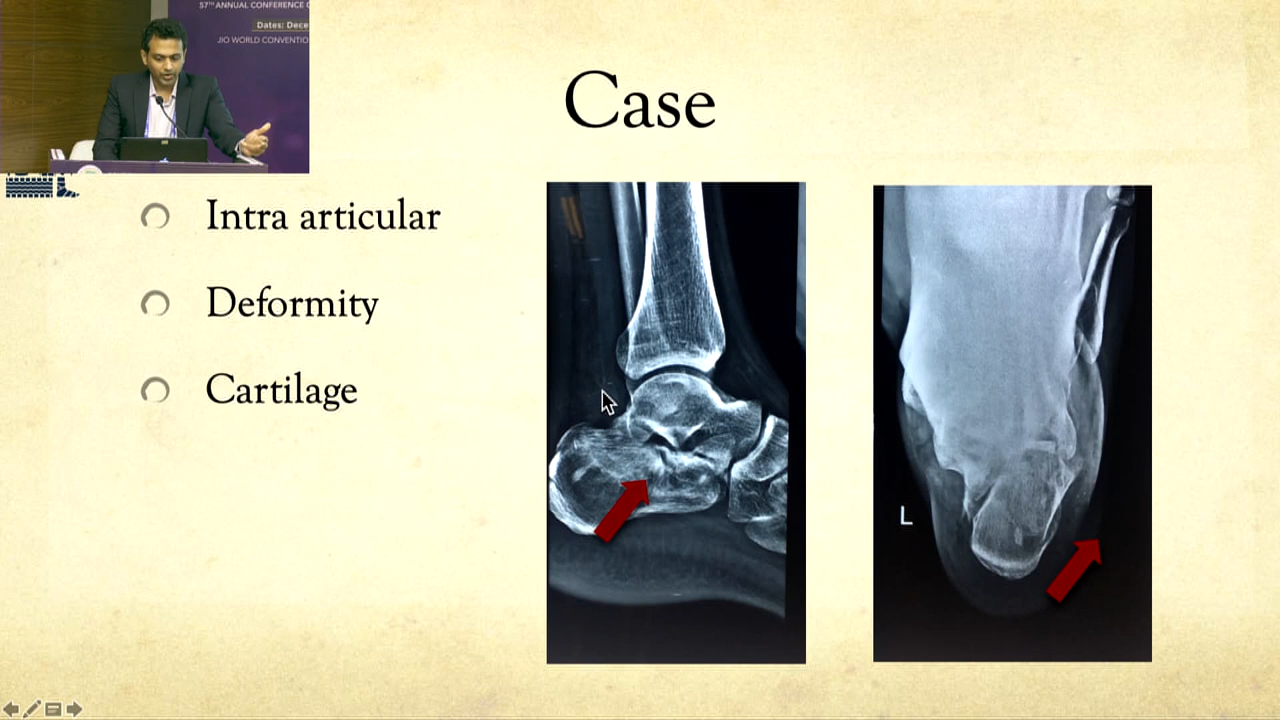 57TH ANNUAL CONFERENCE
Dates: Dece
JIO WORLD CONVENTIO
Case
Intra articular
Deformity
Cartilage
L